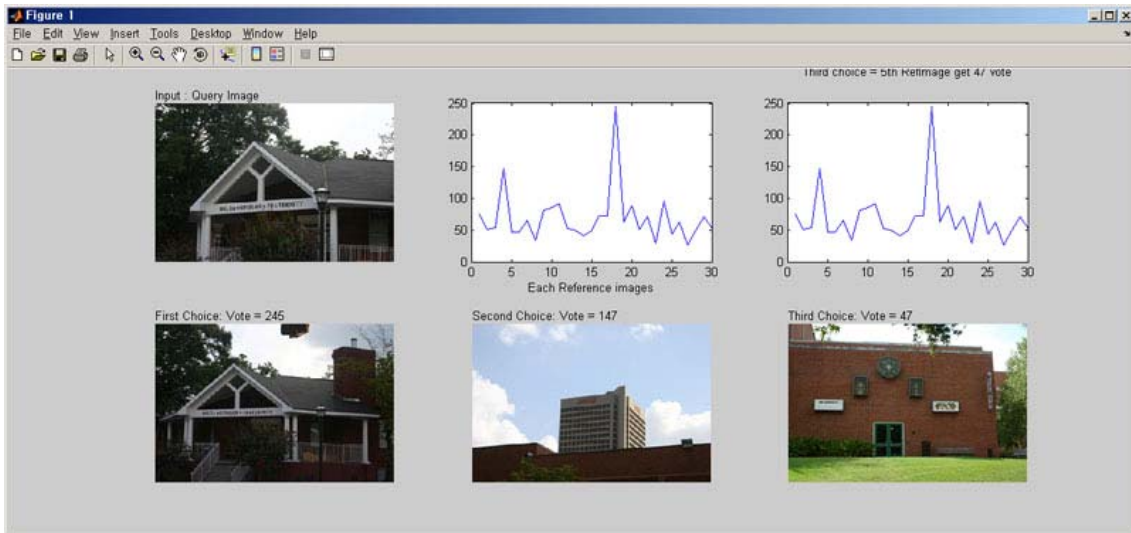 Figure 1
File Edit View Insert Tools Desktop Window Help
Third choice = 5th Refimage get 47 vote
Input : Query Image
250
200
150
100
50
0
0 5 10 15 20 25 30
Each Reference images
250
200
150
100
50
0
0 5 10 15 20 25 30
First Choice: Vote = 245
Second Choice: Vote = 147
Third Choice: Vote = 47